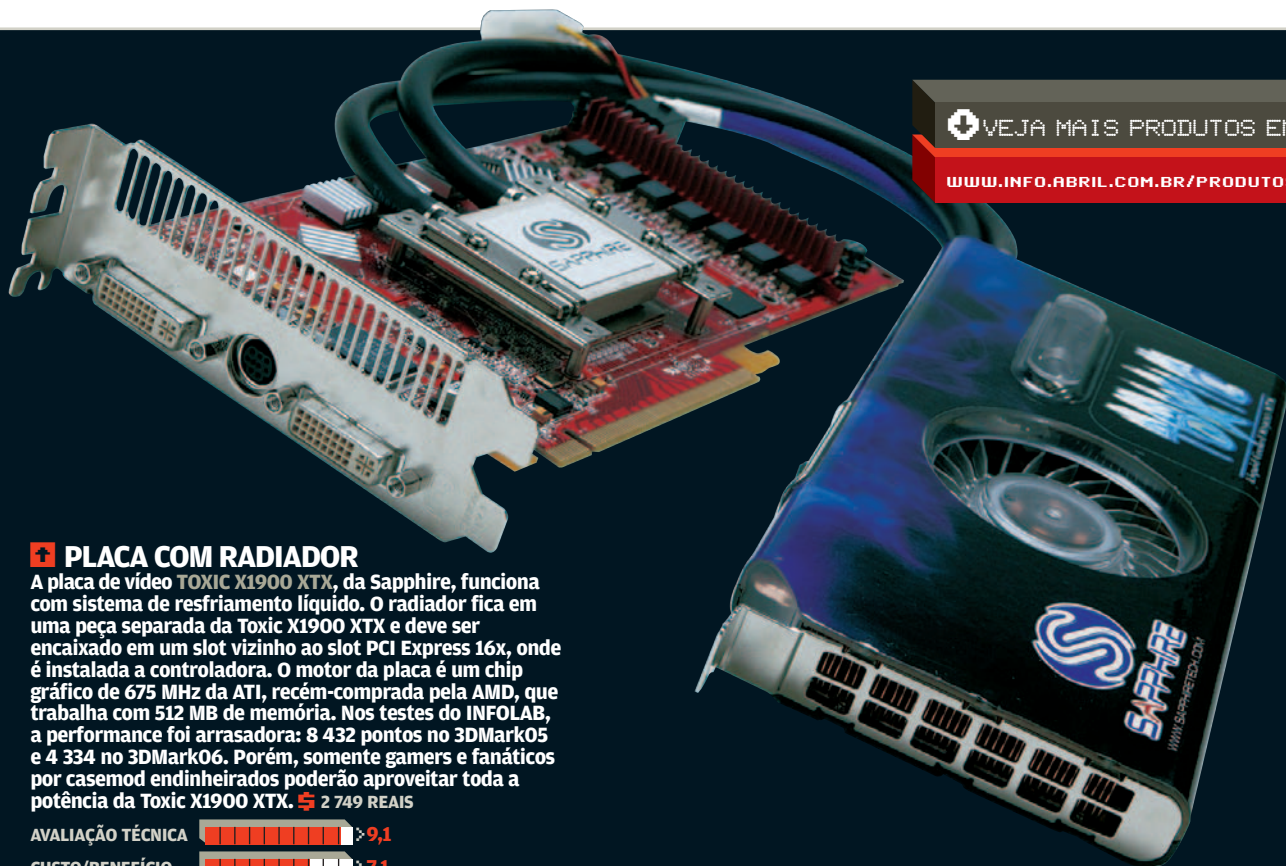 VEJA MAIS PRODUTOS EM
WWW.INFO.ABRIL.COM.BR/PRODUTOS
SAPPHIRE
TOXIC
SAPPHIRE
WWW.SAPPHIRETECH.COM
PLACA COM RADIADOR
A placa de vídeo TOXIC X1900 XTX, da Sapphire, funciona
com sistema de resfriamento líquido. O radiador fica em
uma peça separada da Toxic X1900 XTX e deve ser
encaixado em um slot vizinho ao slot PCI Express 16x, onde
é instalada a controladora. O motor da placa é um chip
gráfico de 675 MHz da ATI, recém-comprada pela AMD, que
trabalha com 512 MB de memória. Nos testes do INFOLAB,
a performance foi arrasadora: 8 432 pontos no 3DMark05
e 4 334 no 3DMark06. Porém, somente gamers e fanáticos
por casemod endinheirados poderão aproveitar toda a
potência da Toxic X1900 XTX. $ 2 749 REAIS
AVALIAÇÃO TÉCNICA 9,1
CUSTO/BENEFÍCIO 7,1